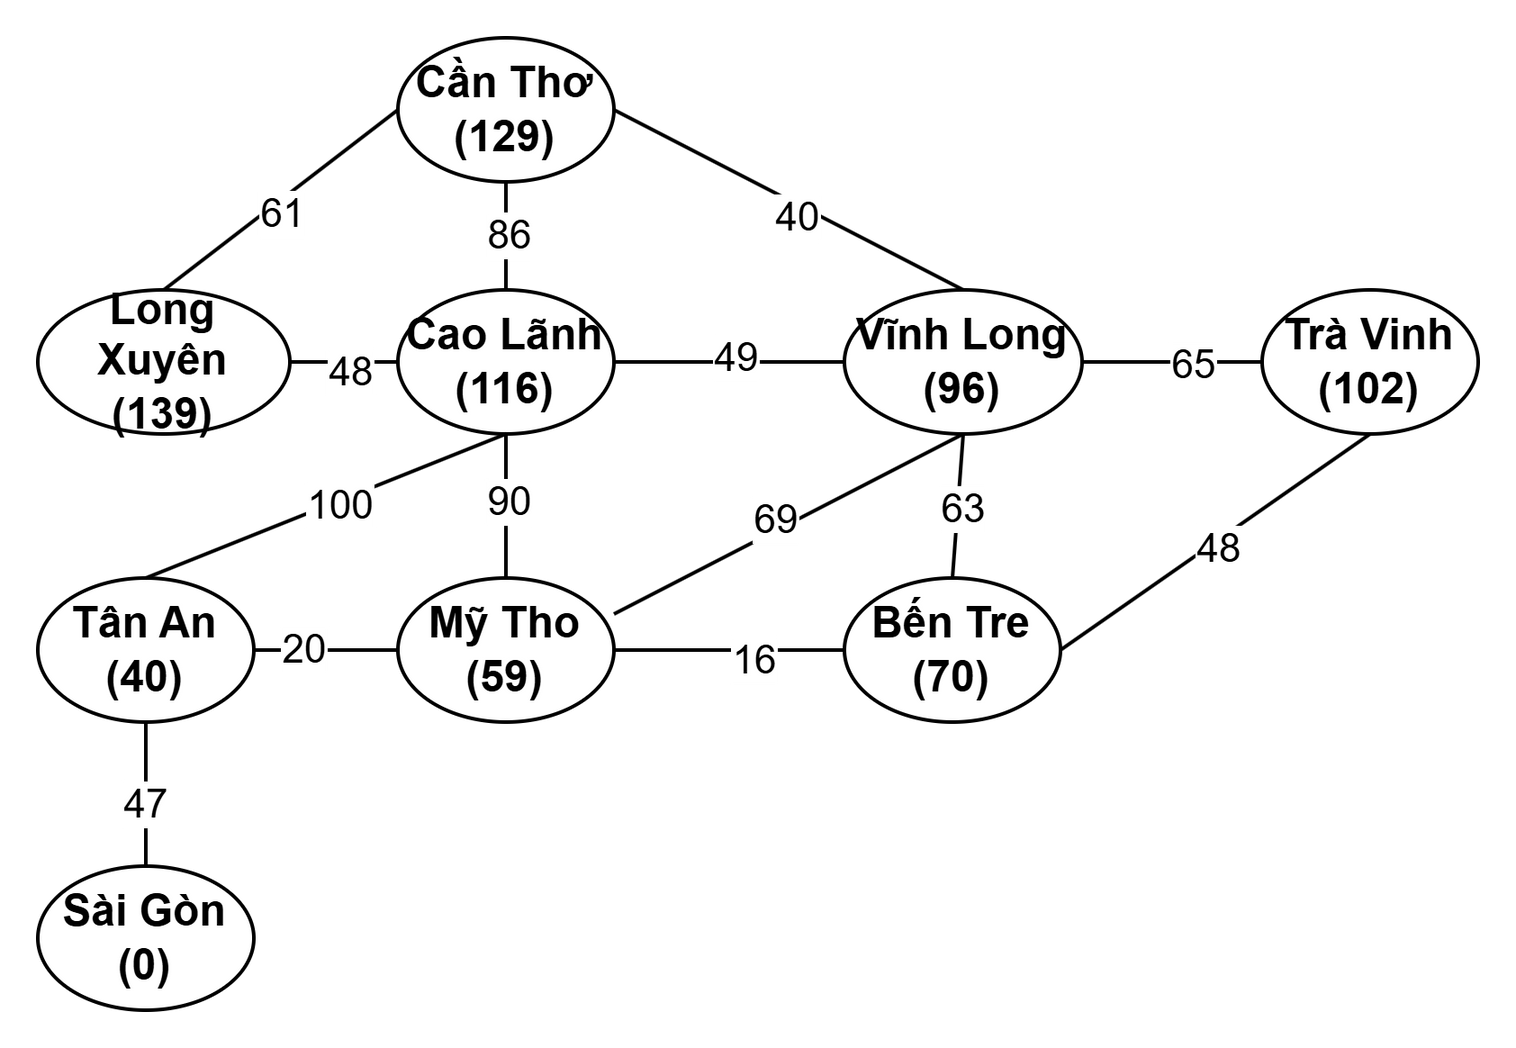 Cần Thơ
(129)
61
86
40
Long
Xuyên
(139)
48
Cao Lãnh
(116)
49
Vĩnh Long
(96)
65
Trà Vinh
(102)
100
90
69
63
48
Tân An
(40)
20
Mỹ Tho
(59)
16
Bến Tre
(70)
47
Sài Gòn
(0)